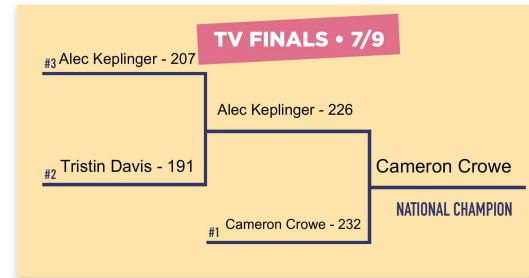 TV FINALS • 7/9
#3 Alec Keplinger - 207
Alec Keplinger - 226
#2 Tristin Davis - 191
Cameron Crowe
NATIONAL CHAMPION
#1 Cameron Crowe - 232